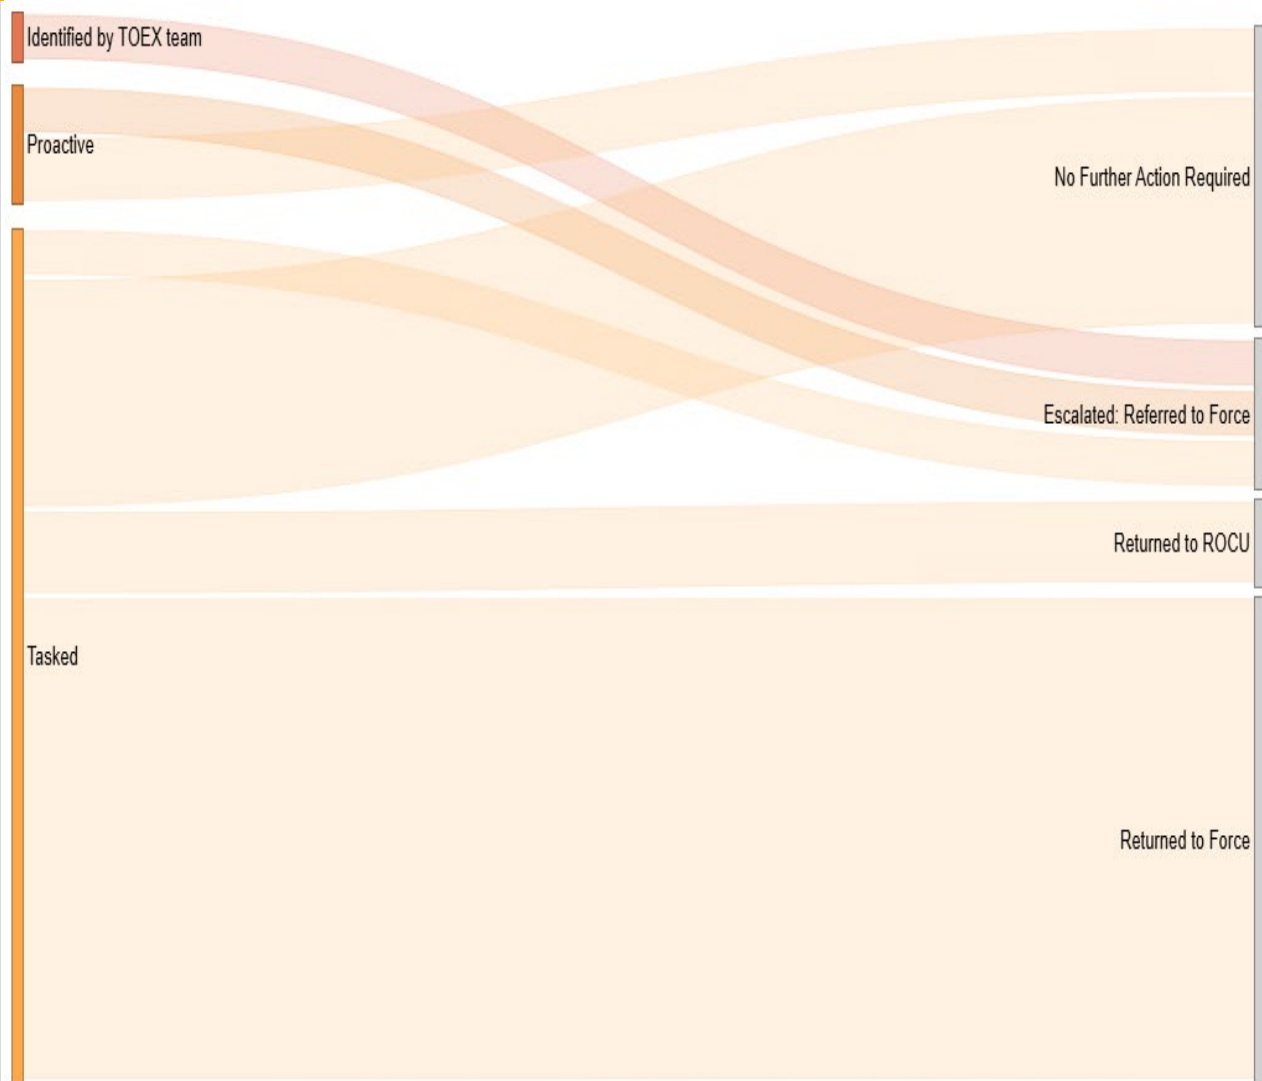 Identified by TOEX team
Proactive
No Further Action Required
Escalated: Referred to Force
Returned to ROCU
Tasked
Returned to Force